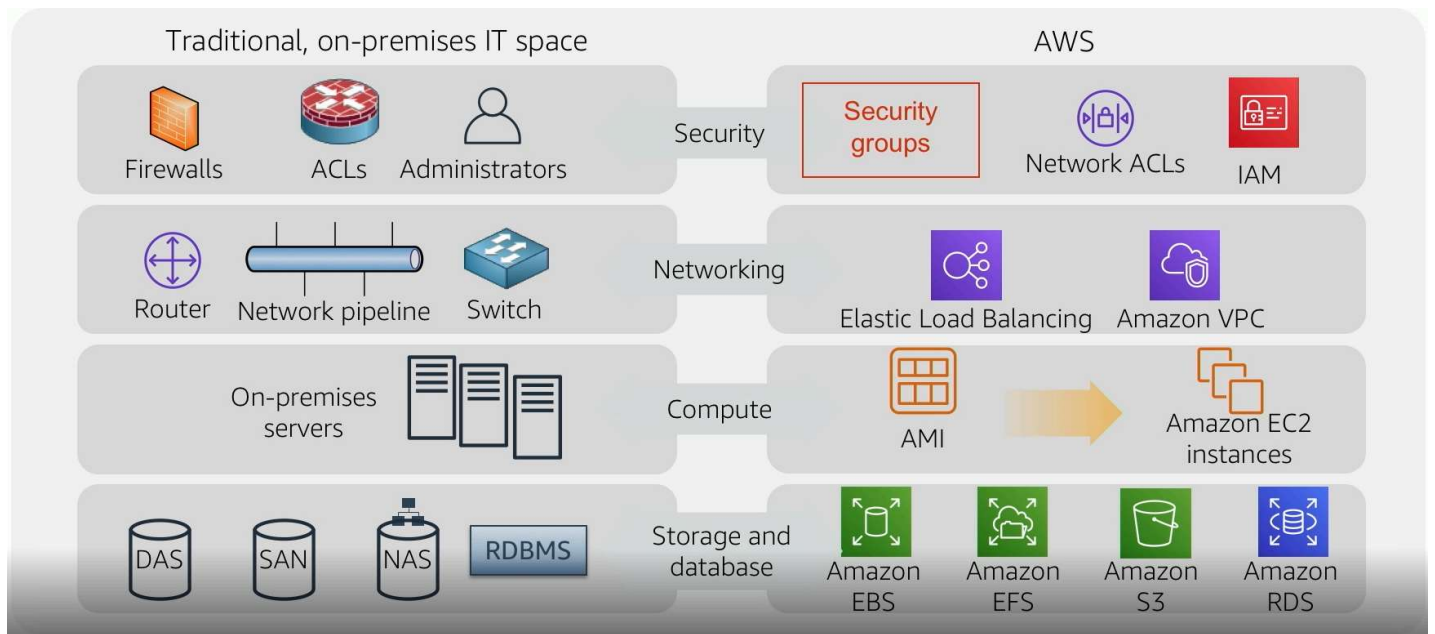 Traditional, on-premises IT space
AWS
Firewalls
ACLs
Administrators
Security
Security
groups
Network ACLs
IAM
Router
Network pipeline
Switch
Networking
Elastic Load Balancing
Amazon VPC
On-premises
servers
Compute
AMI
Amazon EC2
instances
DAS
SAN
NAS
RDBMS
Storage and
database
Amazon
EBS
Amazon
EFS
Amazon
S3
Amazon
RDS